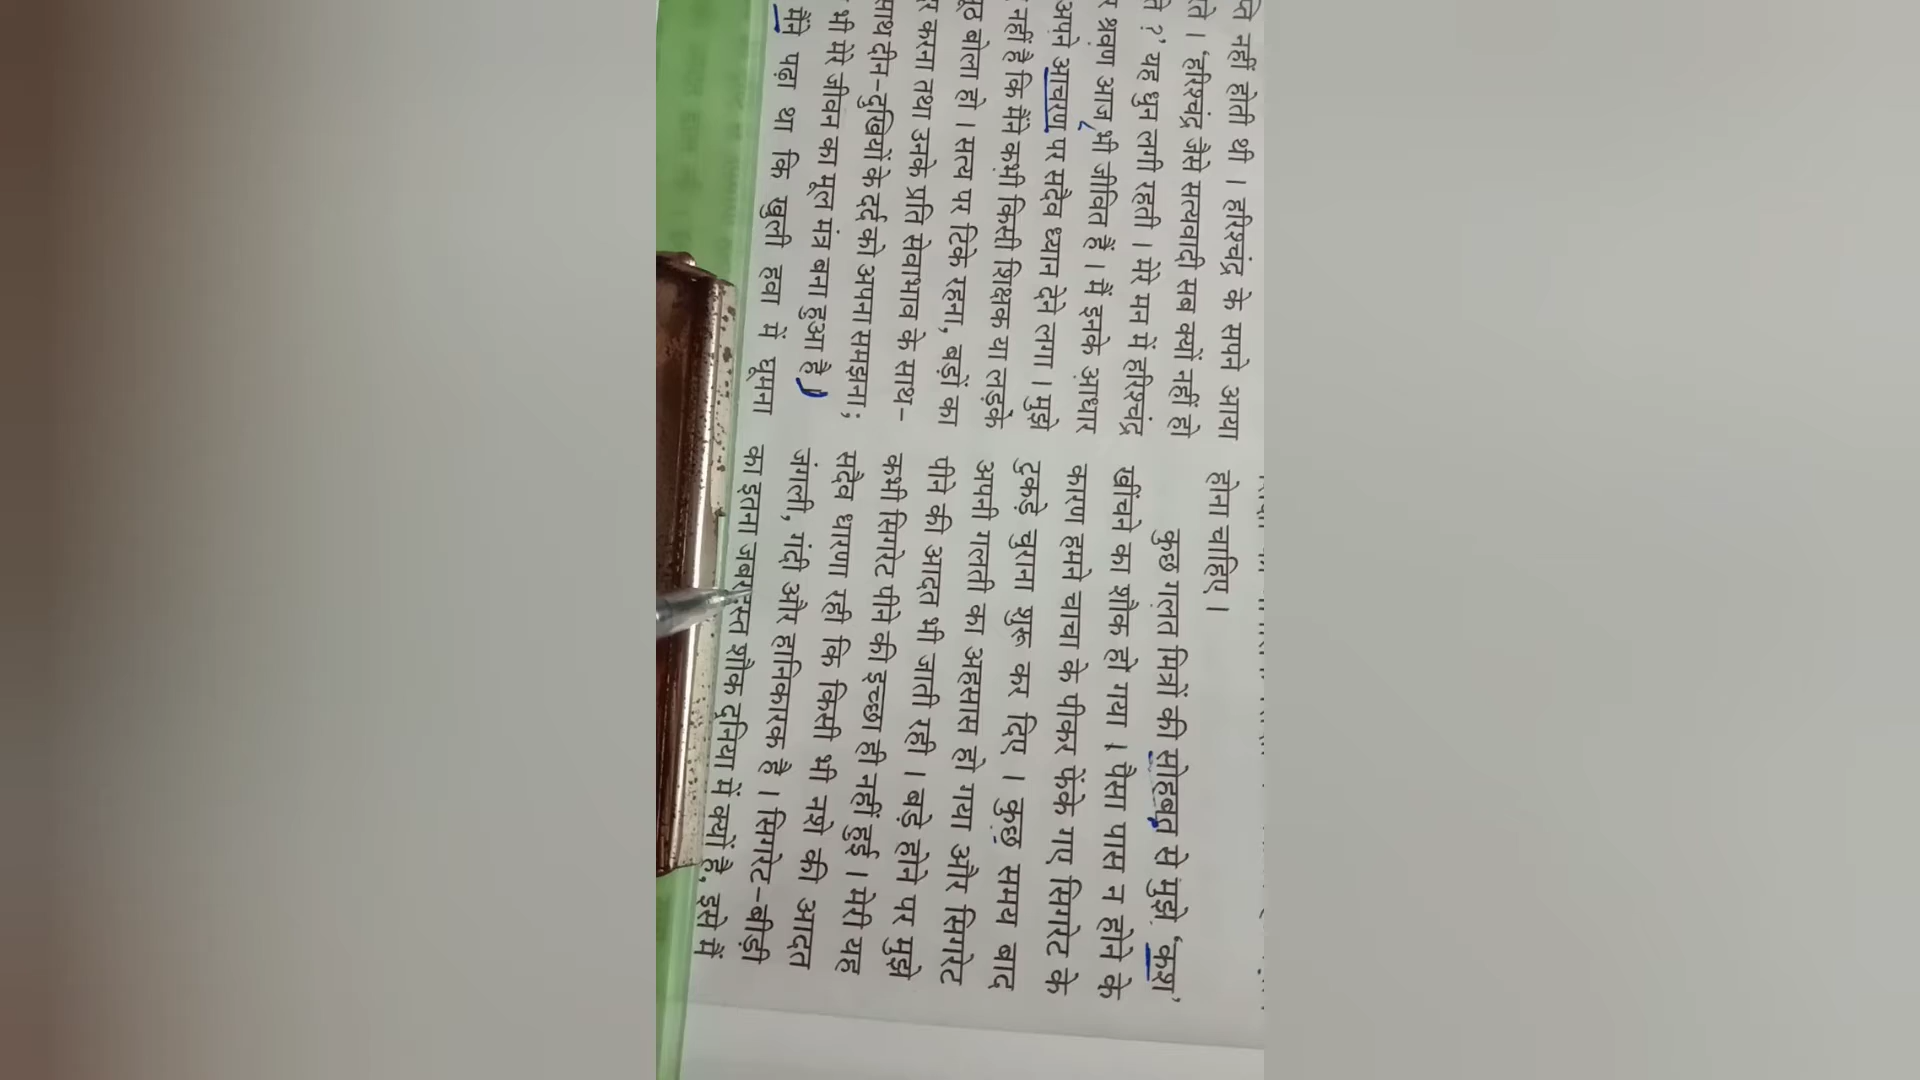 नहीं होती थी । हरिश्चंद्र के सपने आया
। ‘हरिश्चंद्र जैसे सत्यवादी सब क्यों नहीं हो
?’ यह धुन लगी रहती । मेरे मन में हरिश्चंद्र
श्रवण आज भी जीवित हैं । मैं इनके आधार
अपने आचरण पर सदैव ध्यान देने लगा । मुझे
नहीं है कि मैंने कभी किसी शिक्षक या लड़के
बोला हो । सत्य पर टिके रहना, बड़ों का
करना तथा उनके प्रति सेवाभाव के साथ-
साथ दीन-दुखियों के दर्द को अपना समझना;
भी मेरे जीवन का मूल मंत्र बना हुआ है ।
मैंने पढ़ा था कि खुली हवा में घूमना
होना चाहिए ।
कुछ गलत मित्रों की सोहबत से मुझे ‘कश’
खींचने का शौक हो गया । पैसा पास न होने के
कारण हमने चाचा के पीकर फेंके गए सिगरेट के
टुकड़े चुराना शुरू कर दिए । कुछ समय बाद
अपनी गलती का अहसास हो गया और सिगरेट
पीने की आदत भी जाती रही । बड़े होने पर मुझे
कभी सिगरेट पीने की इच्छा ही नहीं हुई । मेरी यह
सदैव धारणा रही कि किसी भी नशे की आदत
जंगली, गंदी और हानिकारक है । सिगरेट-बीड़ी
का इतना जबरदस्त शौक दुनिया में क्यों है, इसे मैं